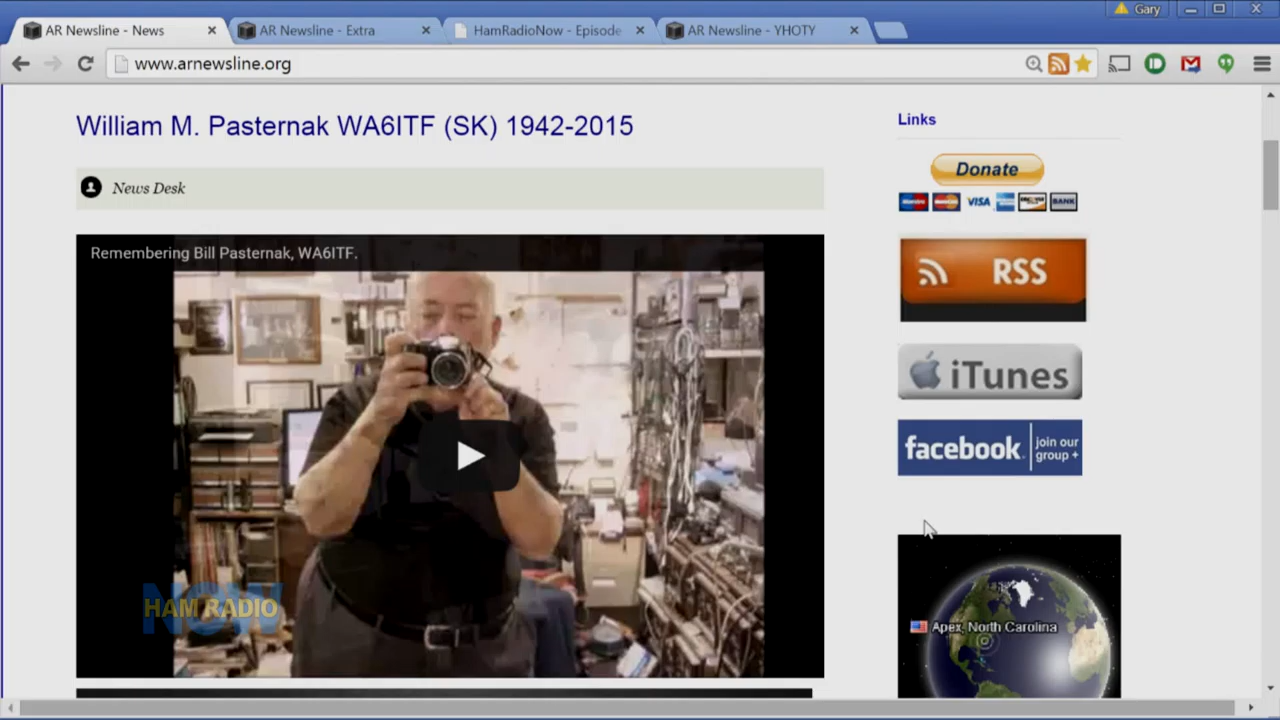 Gary
AR Newsline - News
AR Newsline - Extra
HamRadioNow - Episode
AR Newsline - YHOTY
www.arnewsline.org
William M. Pasternak WA6ITF (SK) 1942-2015
News Desk
Remembering Bill Pasternak, WA6ITF.
NOW
HAM RADIO
Links
Donate
VISA
BANK
RSS
iTunes
facebook
join our
group +
Apex, North Carolina